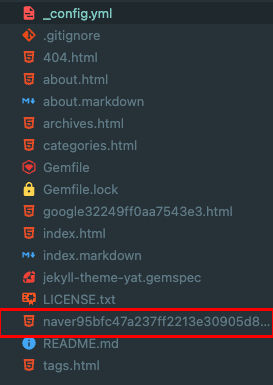 _config.yml
.gitignore
404.html
about.html
about.markdown
archives.html
categories.html
Gemfile
Gemfile.lock
google32249ff0aa7543e3.html
index.html
index.markdown
jekyll-theme-yat.gemspec
LICENSE.txt
naver95bfc47a237ff2213e30905d8...
README.md
tags.html